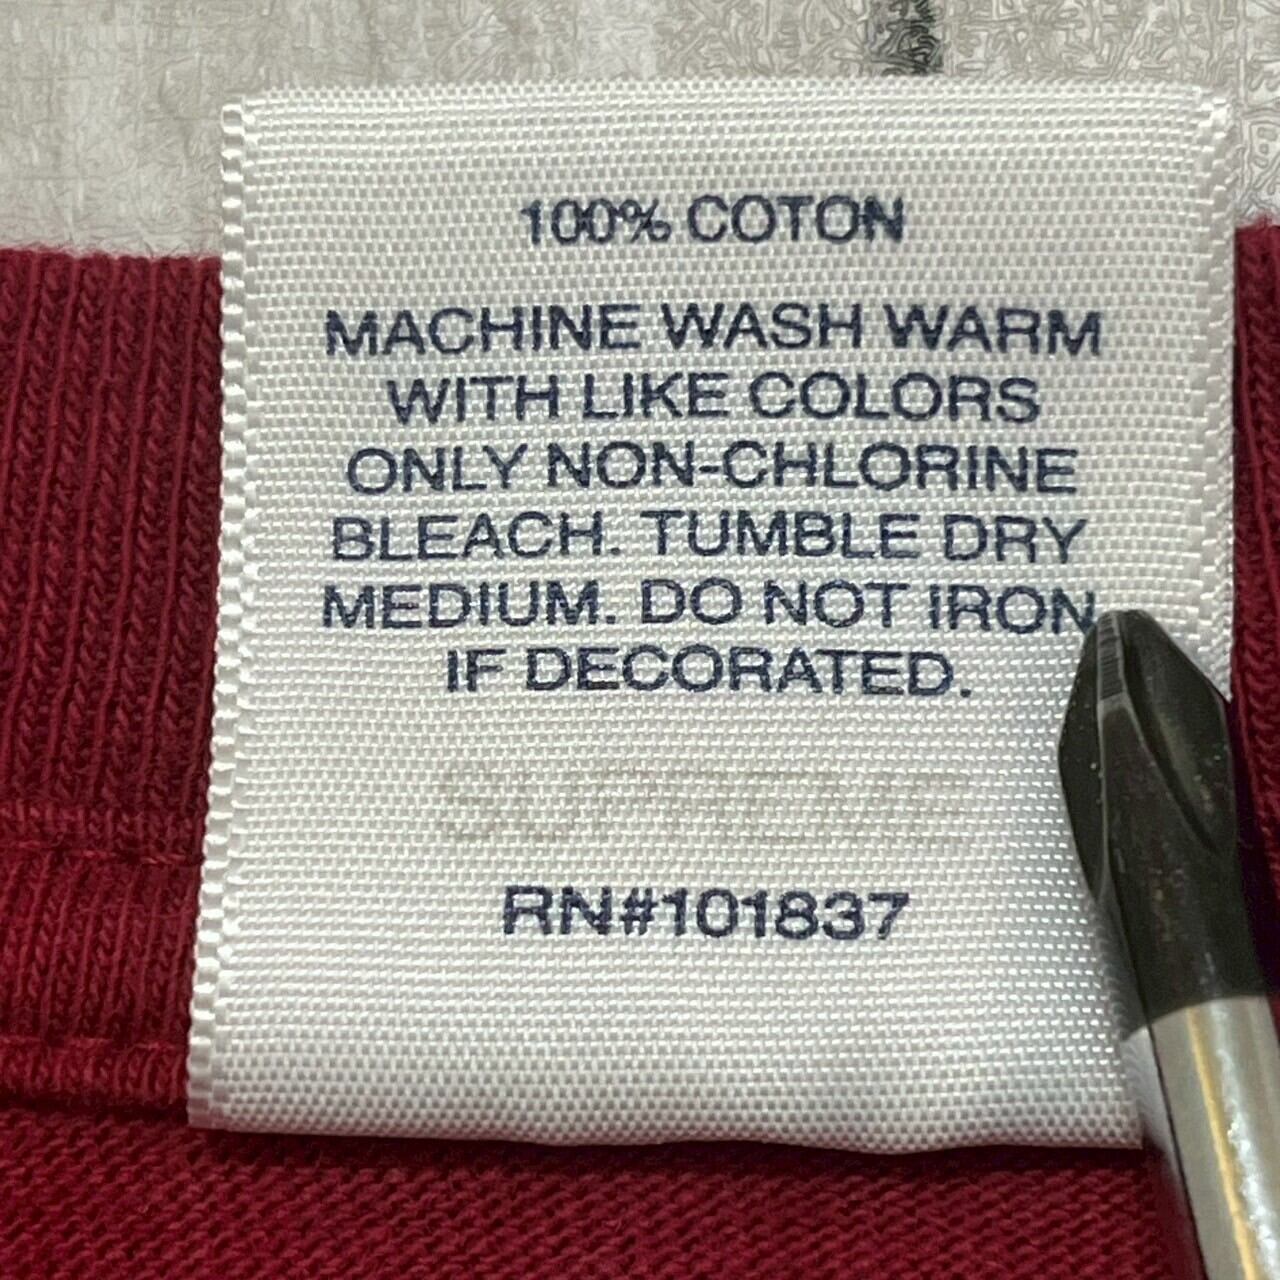 100% COTON
MACHINE WASH WARM
WITH LIKE COLORS
ONLY NON-CHLORINE
BLEACH. TUMBLE DRY
MEDIUM. DO NOT IRON
IF DECORATED.
RN#101837